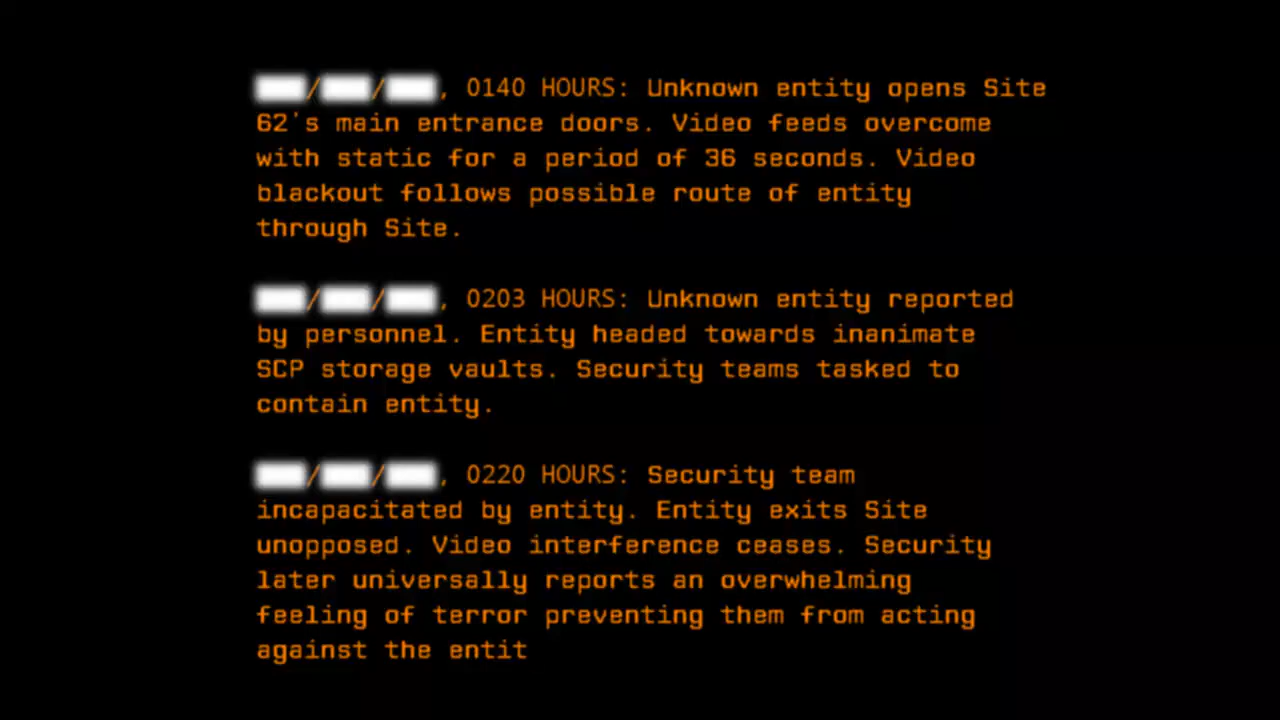 ██/██/██, 0140 HOURS: Unknown entity opens Site
62's main entrance doors. Video feeds overcome
with static for a period of 36 seconds. Video
blackout follows possible route of entity
through Site.
██/██/██, 0203 HOURS: Unknown entity reported
by personnel. Entity headed towards inanimate
SCP storage vaults. Security teams tasked to
contain entity.
██/██/██, 0220 HOURS: Security team
incapacitated by entity. Entity exits Site
unopposed. Video interference ceases. Security
later universally reports an overwhelming
feeling of terror preventing them from acting
against the entit